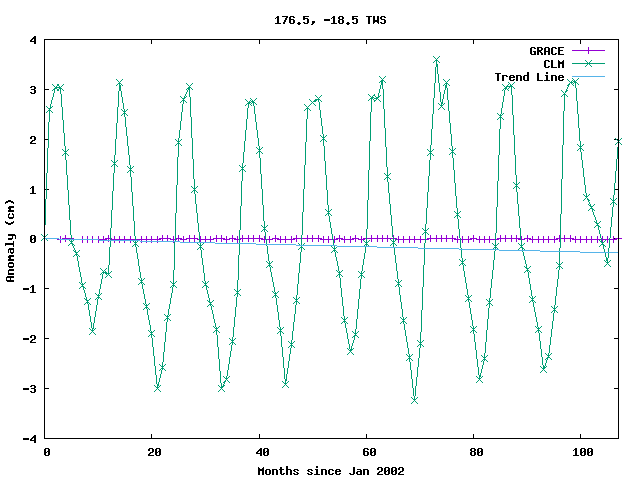 176.5, -18.5 TWS
GRACE
CLM
Trend Line
Anomaly (cm)
4
3
2
1
0
-1
-2
-3
-4
0 20 40 60 80 100
Months since Jan 2002